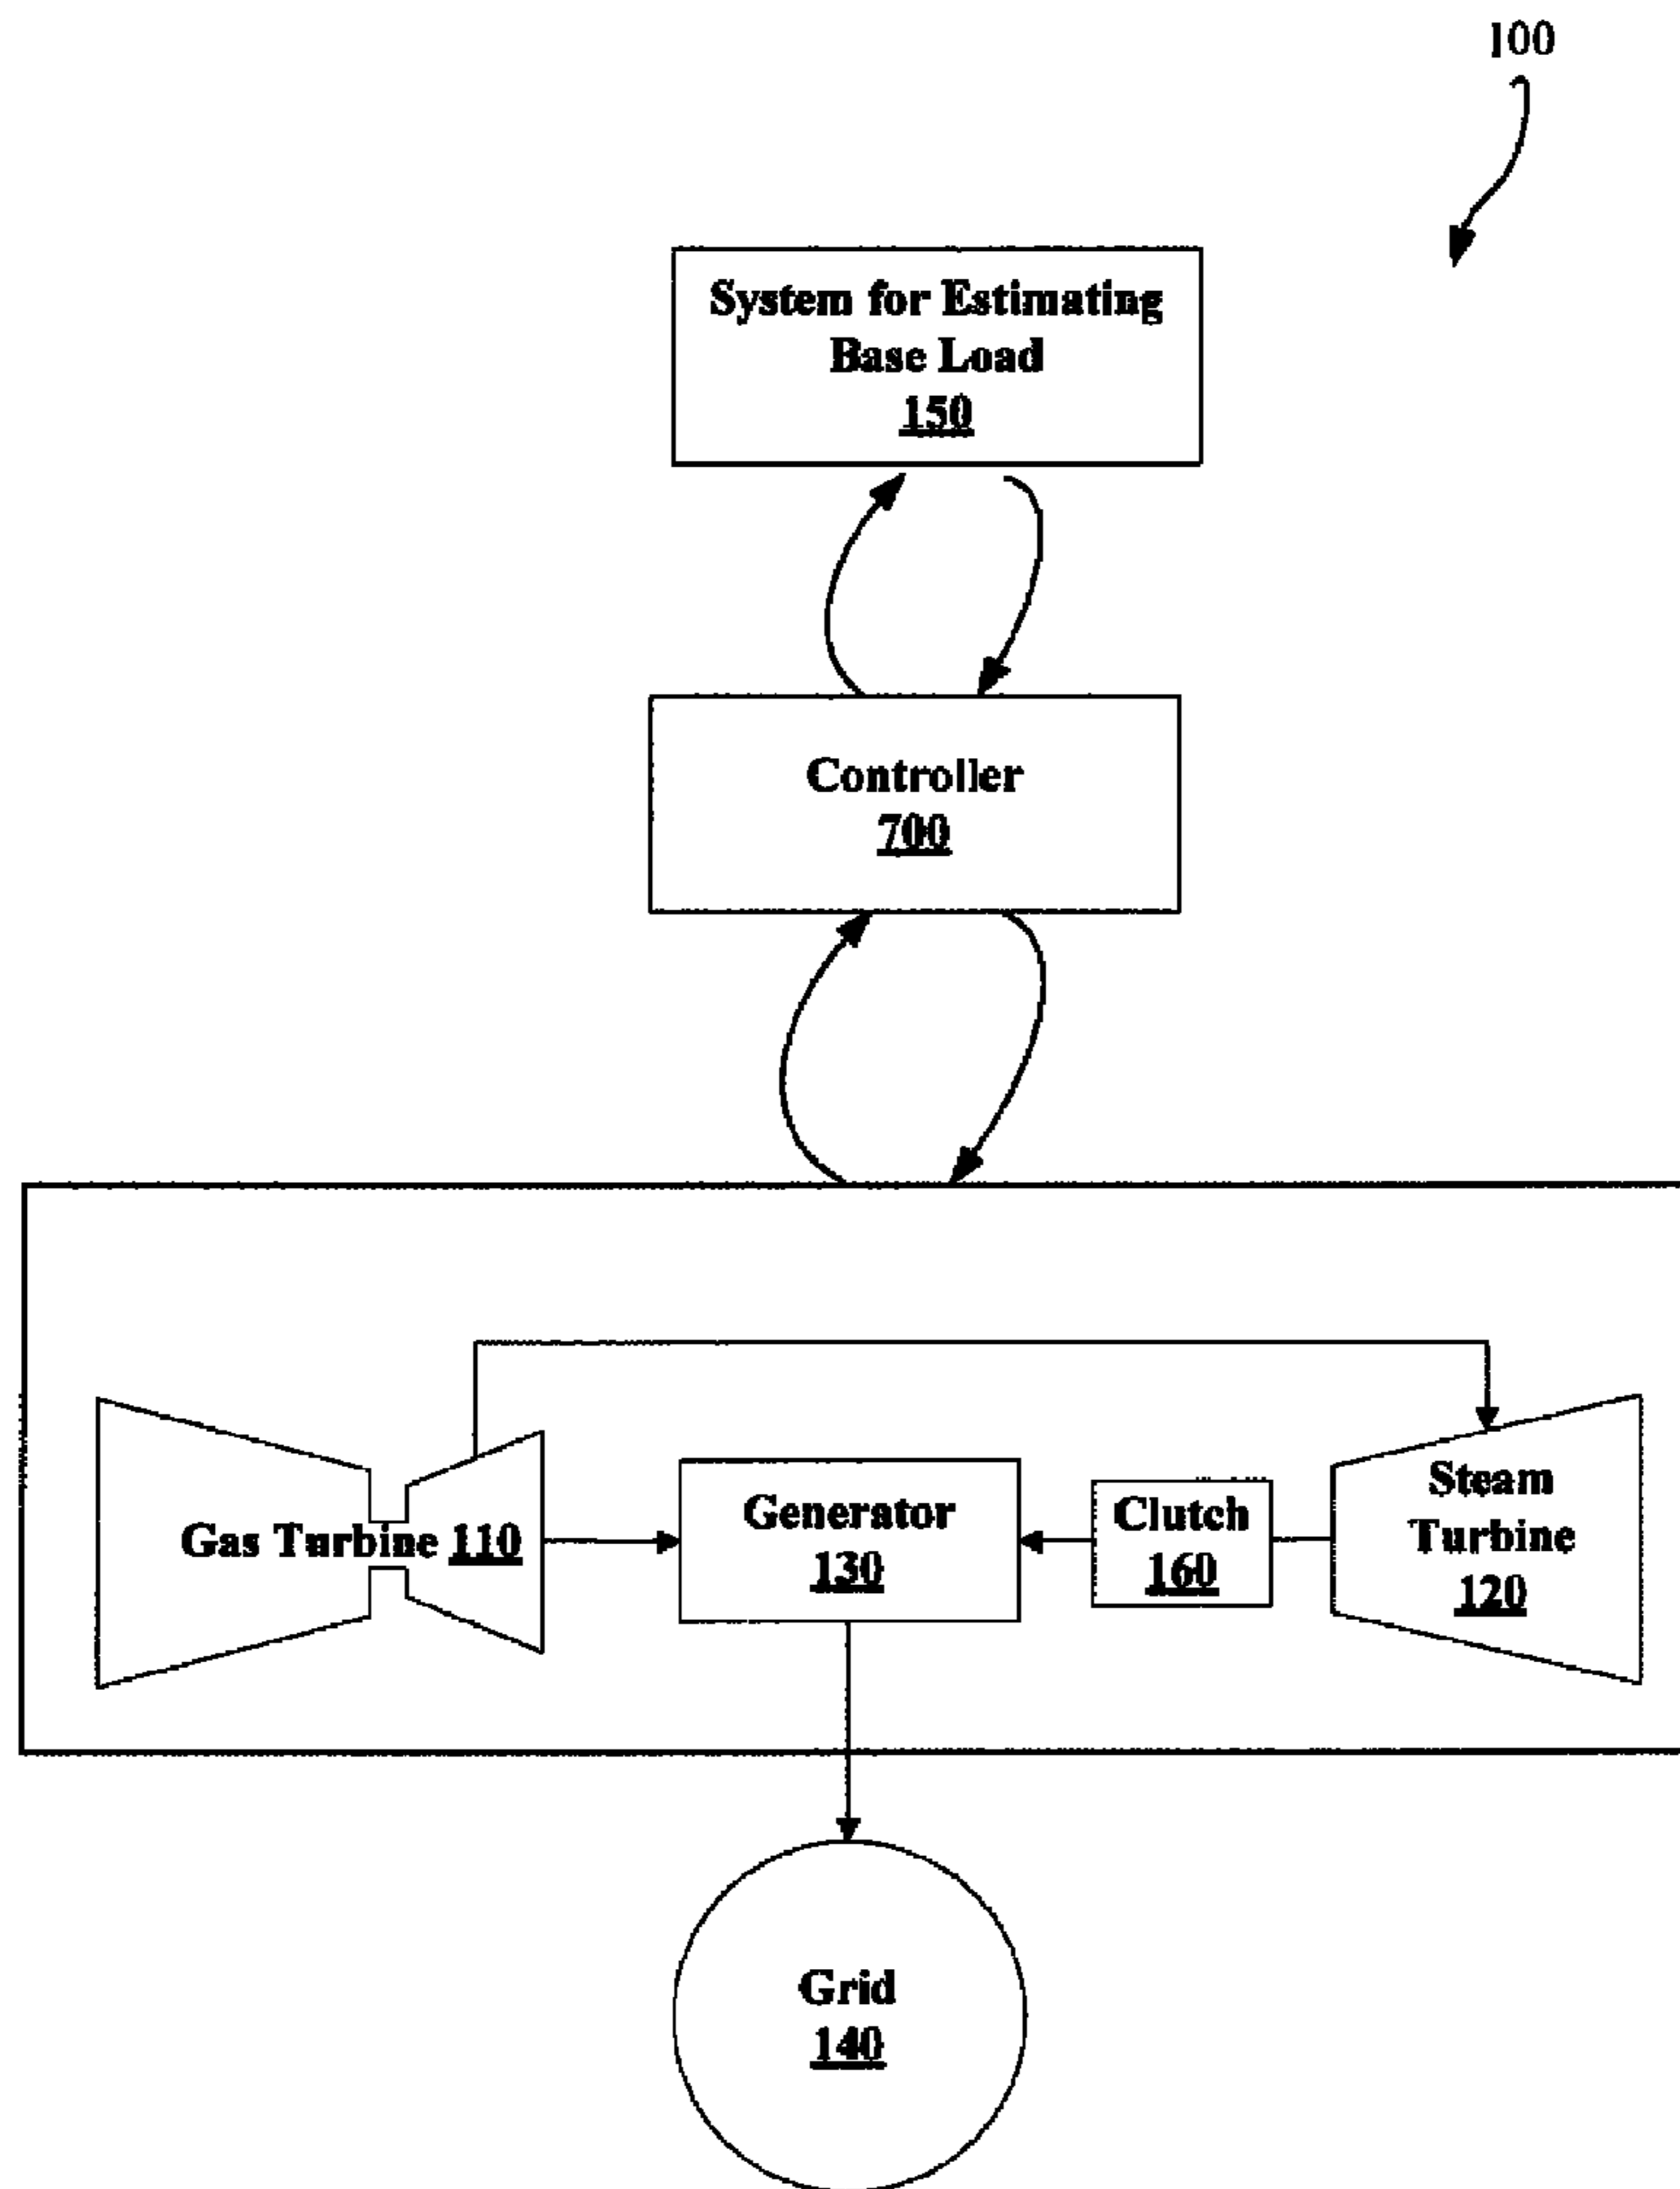 100
System for Estimating
Base Load
150
Controller
700
Gas Turbine 110
Generator
130
Clutch
160
Steam
Turbine
120
Grid
140